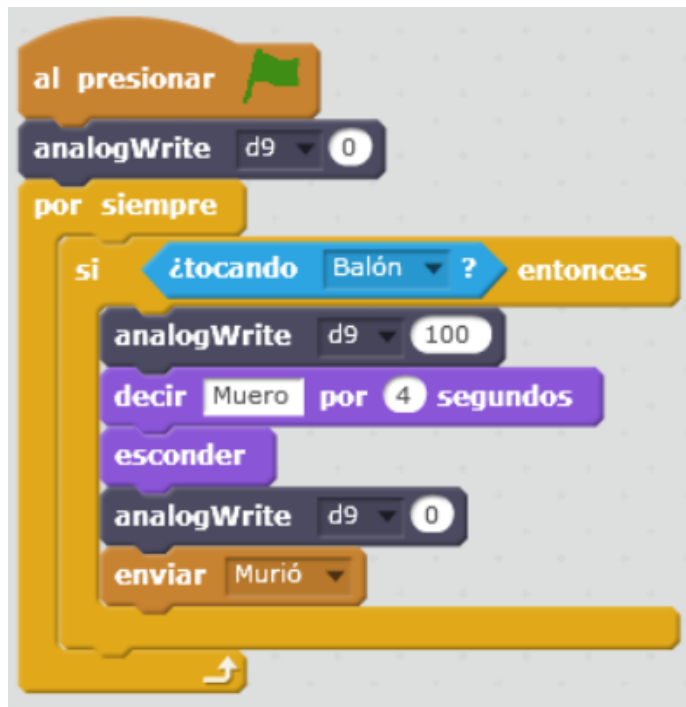 al presionar
analogWrite d9 0
por siempre
si ¿tocando Balón ? entonces
analogWrite d9 100
decir Muero por 4 segundos
esconder
analogWrite d9 0
enviar Murió